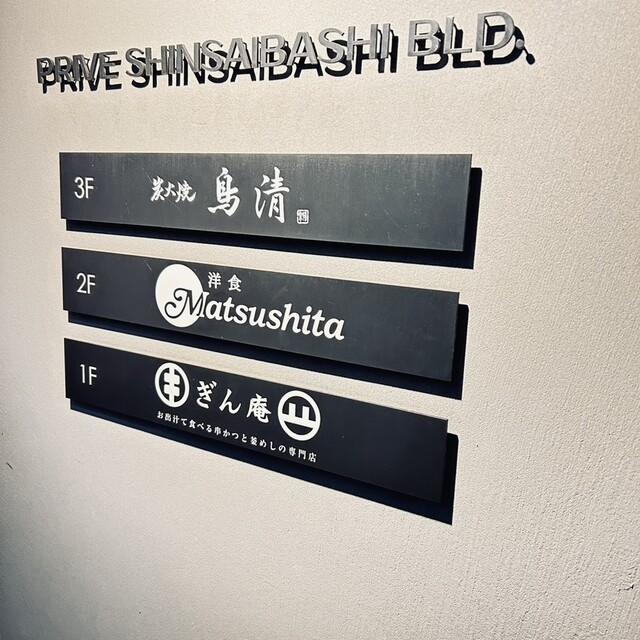 PRIVE SHINSAIBASHI BLD.
3F 炭火焼 鳥清
2F 洋食 Matsushita
1F 串 ぎん庵
お出汁で食べる串かつと釜めしの専門店